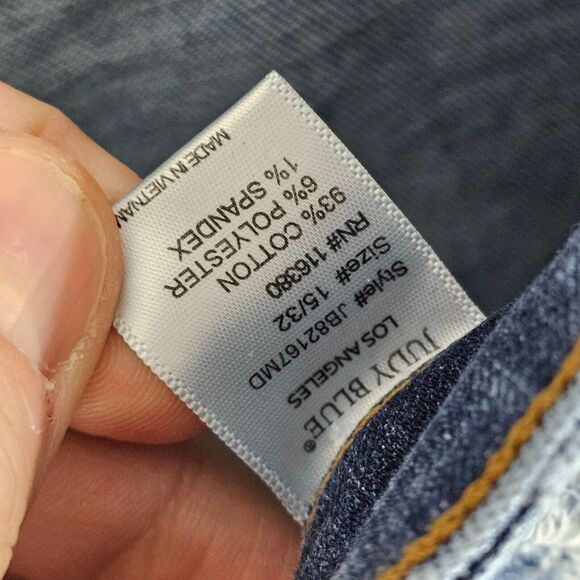 JUDY BLUE®
LOS ANGELES
Style# JB82167MD
Size# 15/32
RN# 116380
93% COTTON
6% POLYESTER
1% SPANDEX
MADE IN VIETNAM